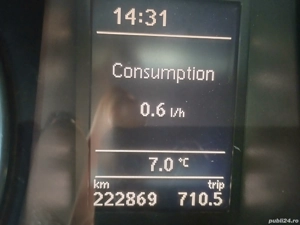 14:31
Consumption
0.6 l/h
7.0 °C
km trip
222869 710.5
publi24.ro